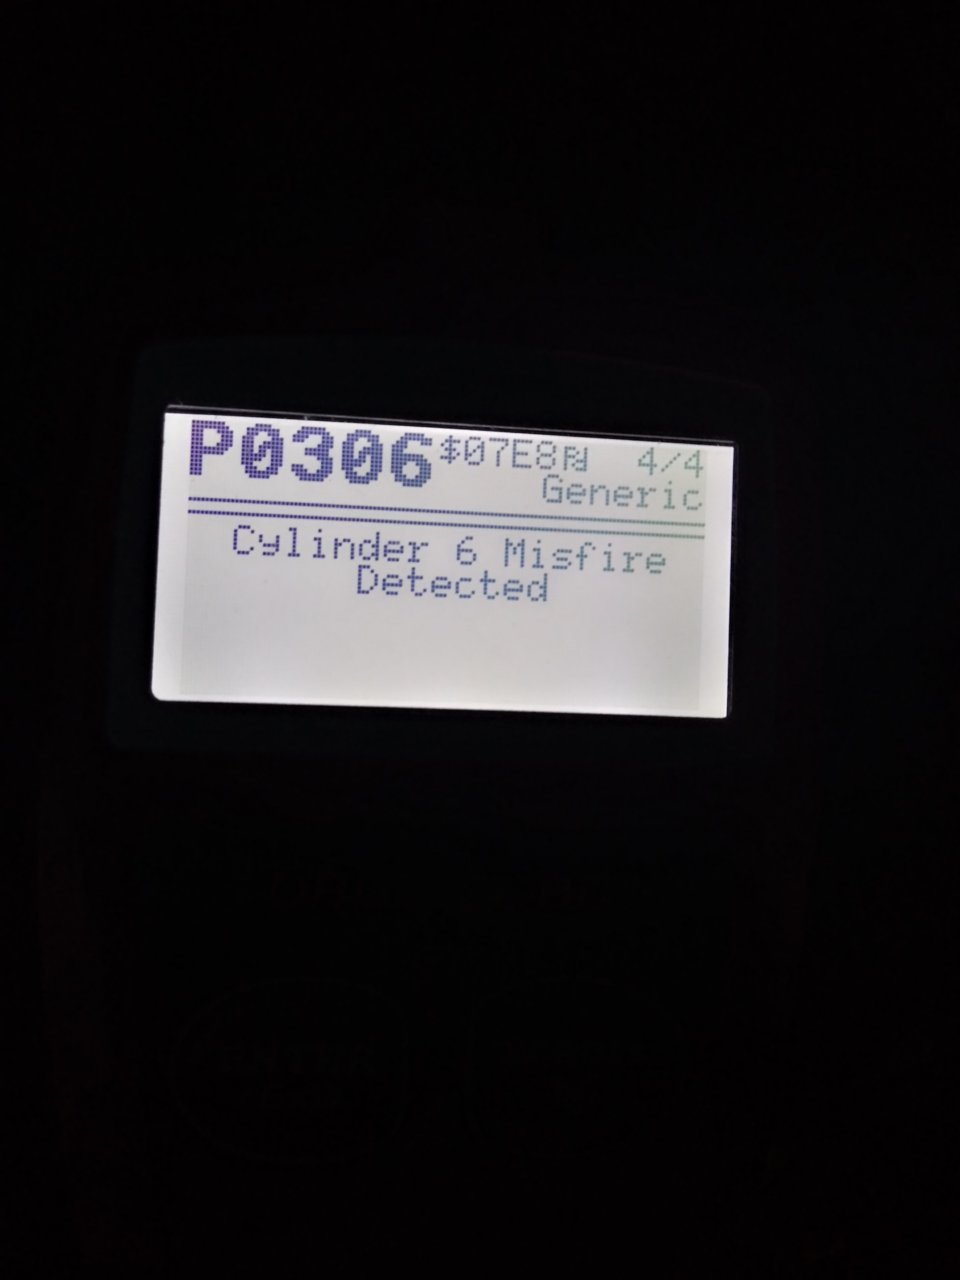 P0306 $07E8 4/4
Generic
Cylinder 6 Misfire
Detected